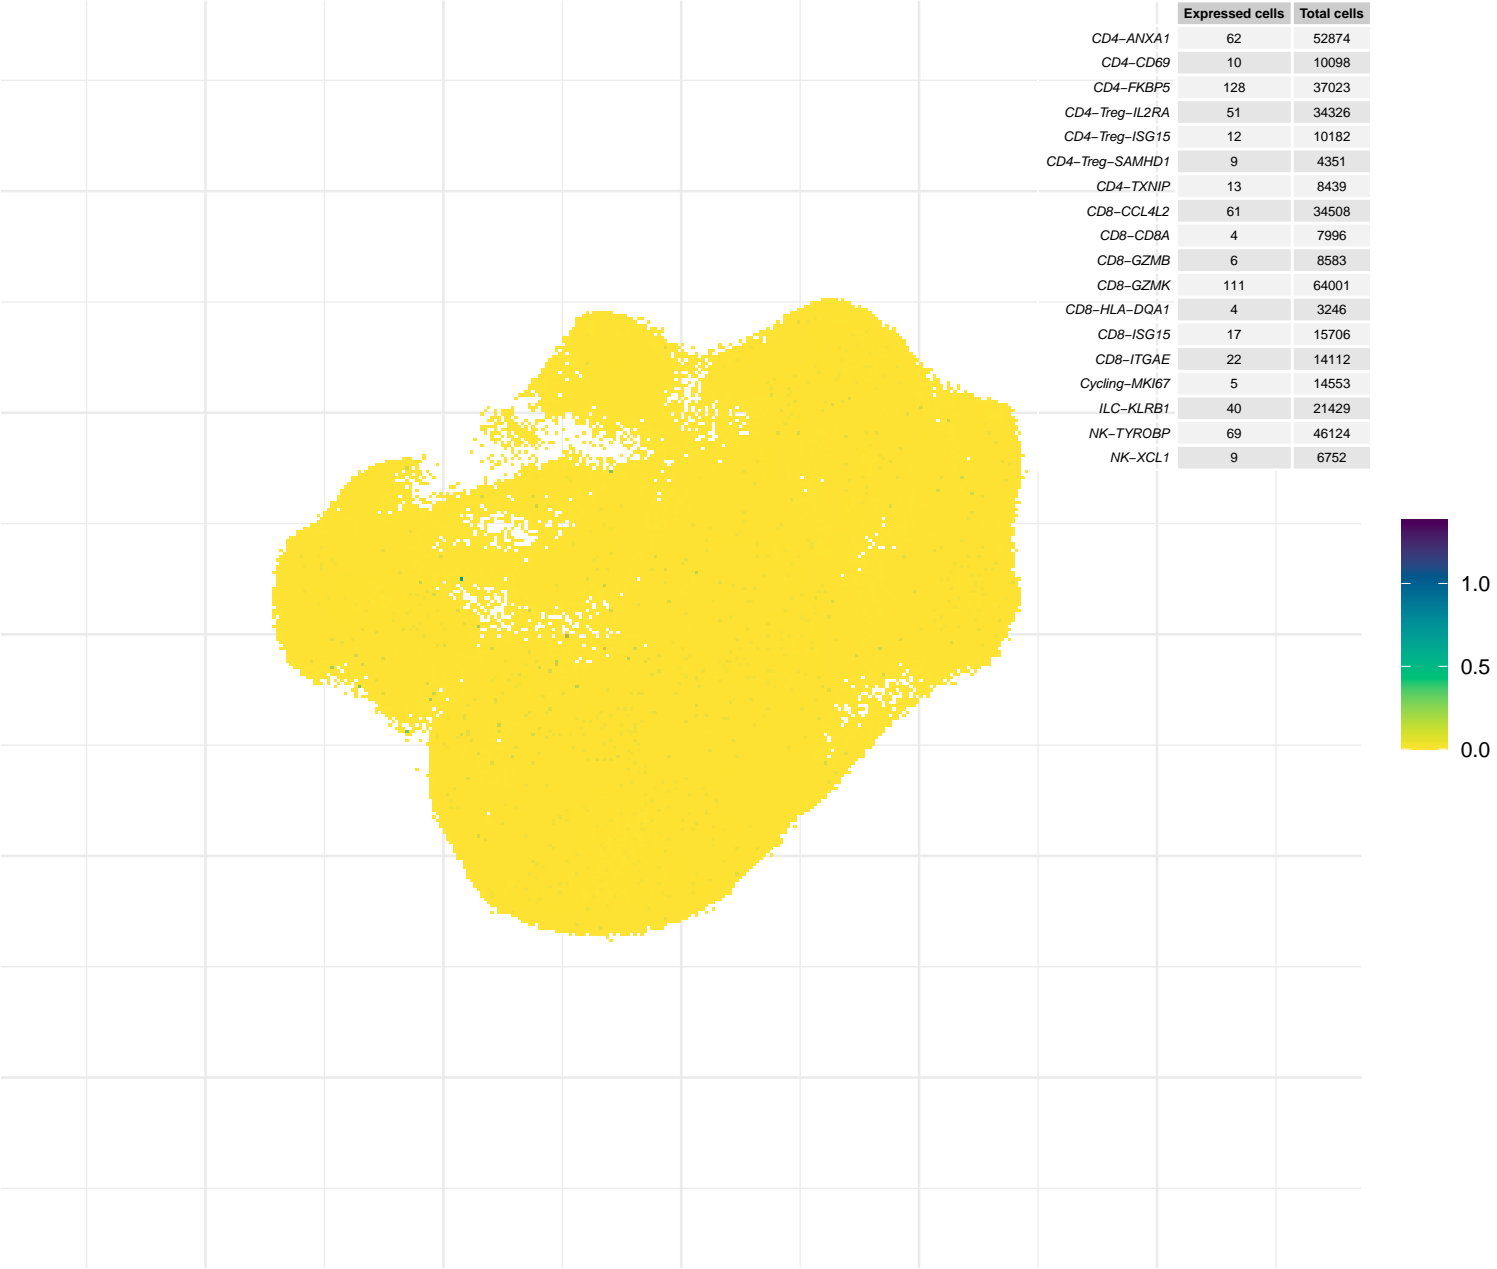 Expressed cells Total cells
CD4−ANXA1 62 52874
CD4−CD69 10 10098
CD4−FKBP5 128 37023
CD4−Treg−IL2RA 51 34326
CD4−Treg−ISG15 12 10182
CD4−Treg−SAMHD1 9 4351
CD4−TXNIP 13 8439
CD8−CCL4L2 61 34508
CD8−CD8A 4 7996
CD8−GZMB 6 8583
CD8−GZMK 111 64001
CD8−HLA−DQA1 4 3246
CD8−ISG15 17 15706
CD8−ITGAE 22 14112
Cycling−MKI67 5 14553
ILC−KLRB1 40 21429
NK−TYROBP 69 46124
NK−XCL1 9 6752
1.0
0.5
0.0